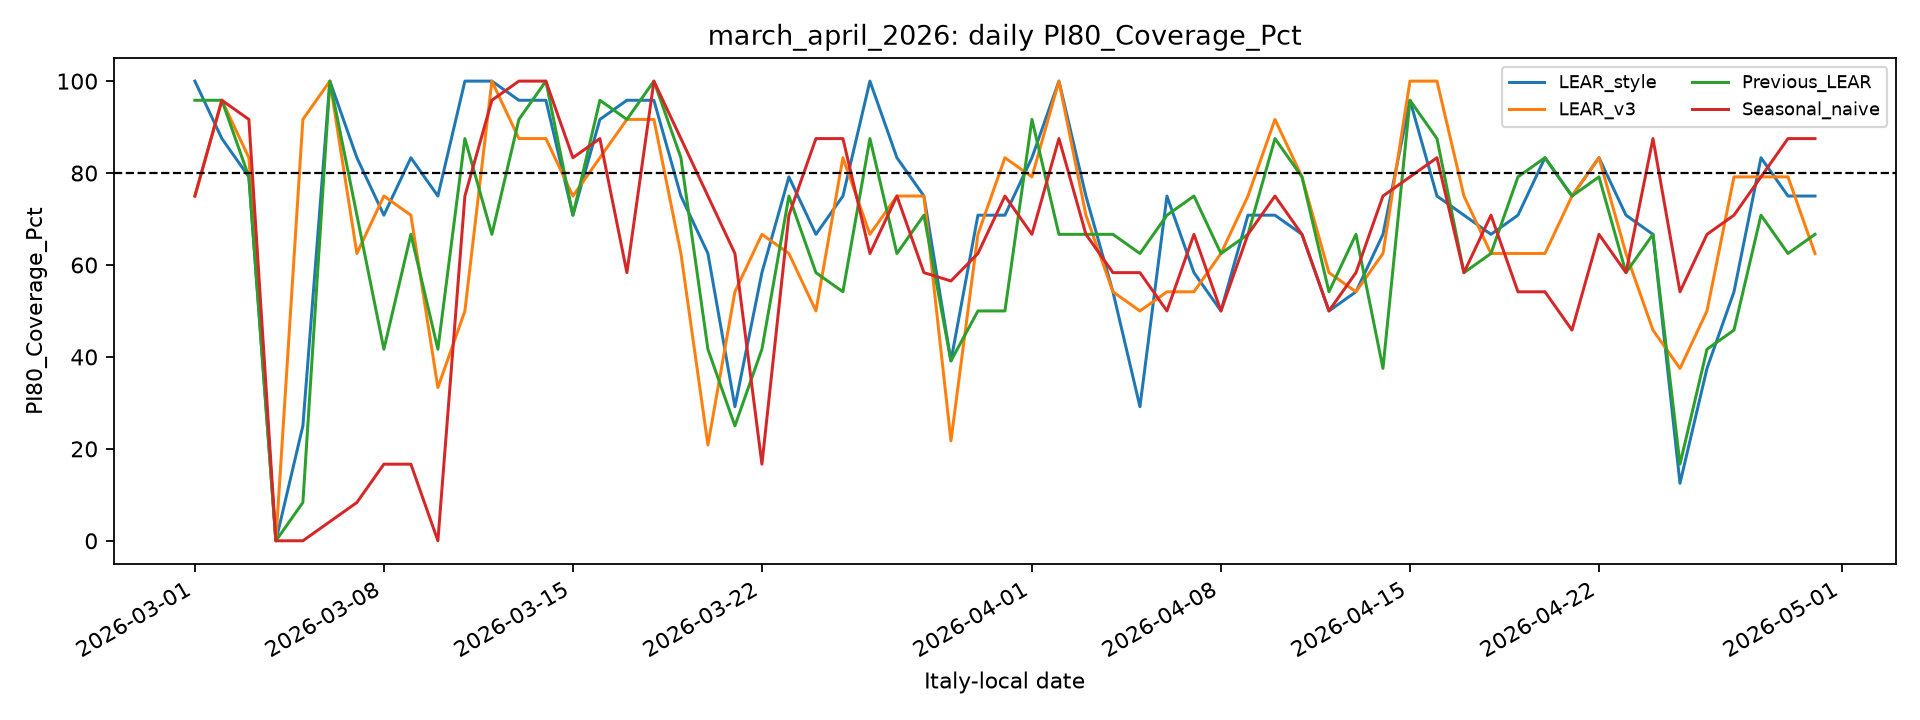 march_april_2026: daily PI80_Coverage_Pct
LEAR_style
LEAR_v3
Previous_LEAR
Seasonal_naive
PI80_Coverage_Pct
100
80
60
40
20
0
2026-03-01
2026-03-08
2026-03-15
2026-03-22
2026-04-01
2026-04-08
2026-04-15
2026-04-22
2026-05-01
Italy-local date